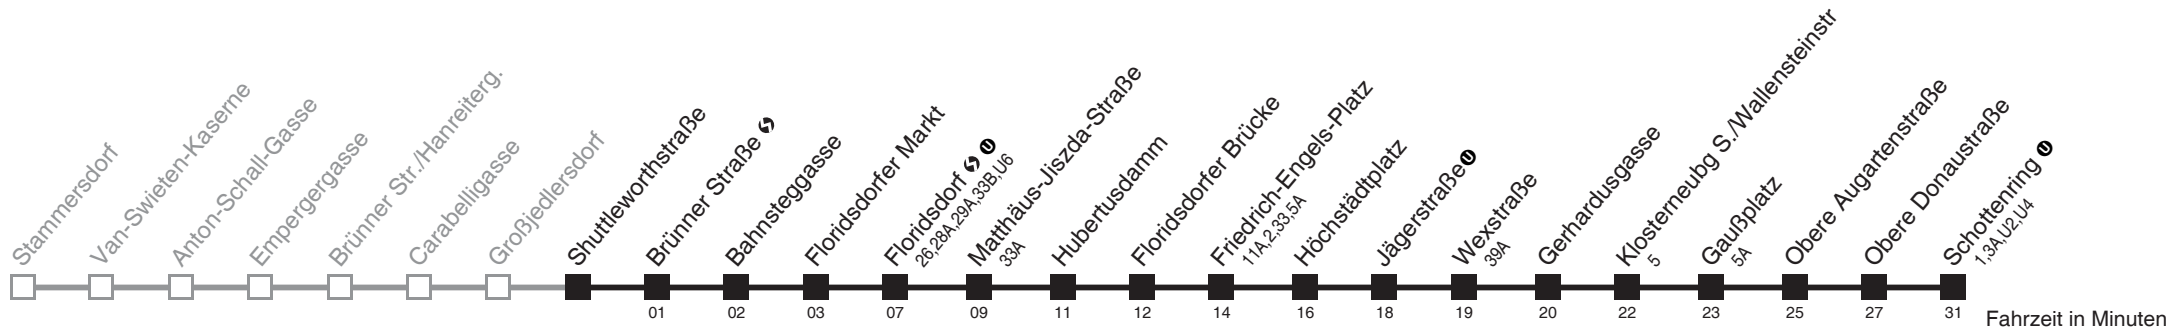 Stammersdorf
Van-Swieten-Kaserne
Anton-Schall-Gasse
Empergergasse
Brünner Str./Hanreiterg.
Carabelligasse
Großjedlersdorf
Shuttleworthstraße
Brünner Straße
Bahnsteggasse
Floridsdorfer Markt
Floridsdorf U
26,28A,29A,33B,U6
Matthäus-Jiszda-Straße
33A
Hubertusdamm
Floridsdorfer Brücke
Friedrich-Engels-Platz
11A,2,33,5A
Höchstädtplatz
Jägerstraße U
Wexstraße
39A
Gerhardusgasse
Klosterneubg S./Wallensteinstr
5
Gaußplatz
5A
Obere Augartenstraße
Obere Donaustraße
Schottenring U
1,3A,U2,U4
01 02 03 07 09 11 12 14 16 18 19 20 22 23 25 27 31 Fahrzeit in Minuten